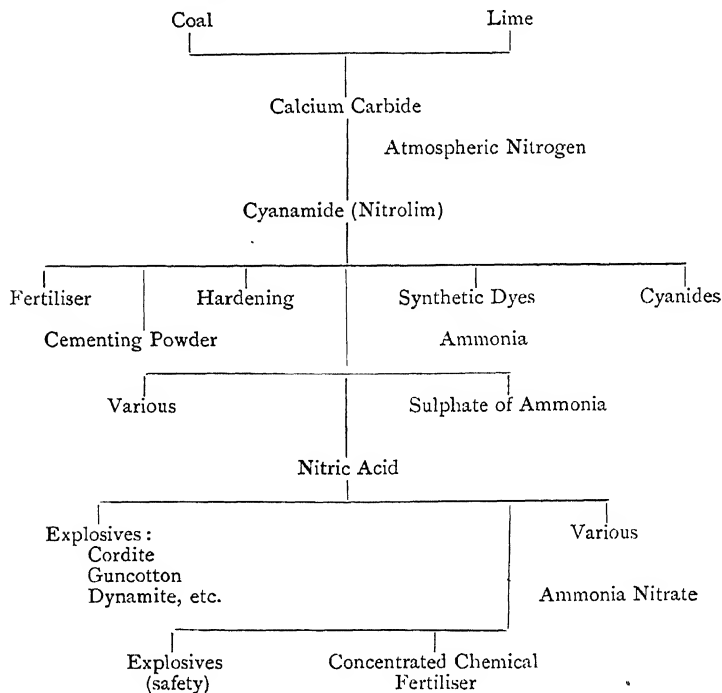 Coal Lime
Calcium Carbide
Atmospheric Nitrogen
Cyanamide (Nitrolim)
Fertiliser Hardening Synthetic Dyes Cyanides
Cementing Powder Ammonia
Various Sulphate of Ammonia
Nitric Acid
Explosives: Various
Cordite
Guncotton
Dynamite, etc. Ammonia Nitrate
Explosives Concentrated Chemical
(safety) Fertiliser